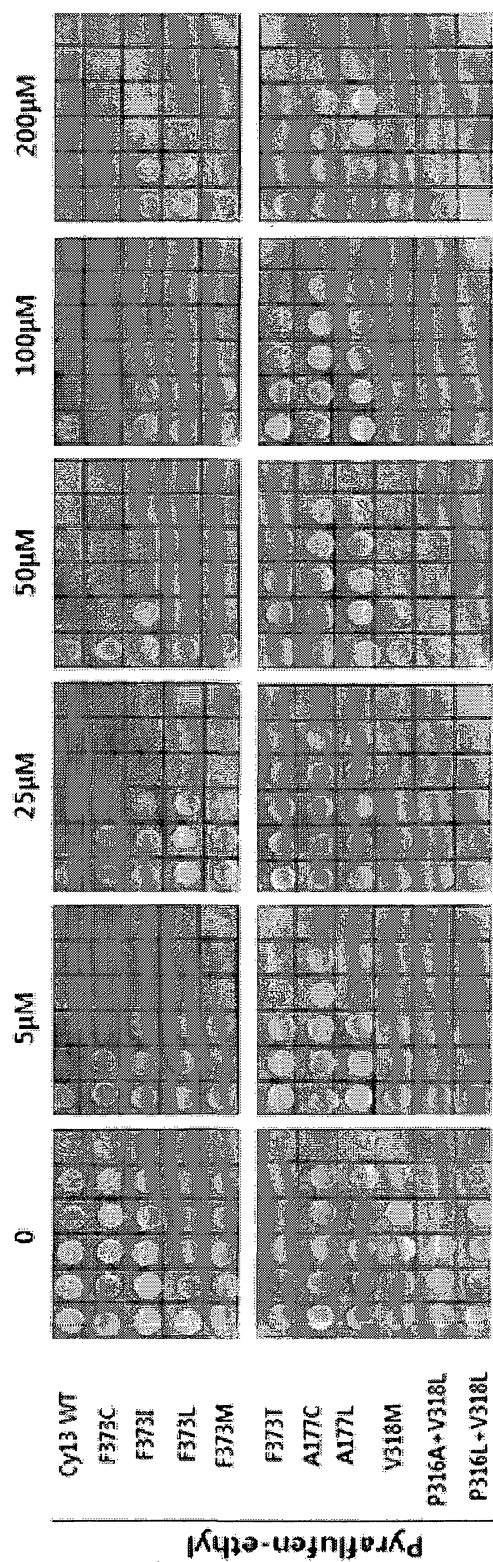 0 5μM 25μM 50μM 100μM 200μM
Pyraflufen-ethyl
Cy13 WT
F373C
F373I
F373L
F373M
F373T
A177C
A177L
V318M
P316A+V318L
P316L+V318L